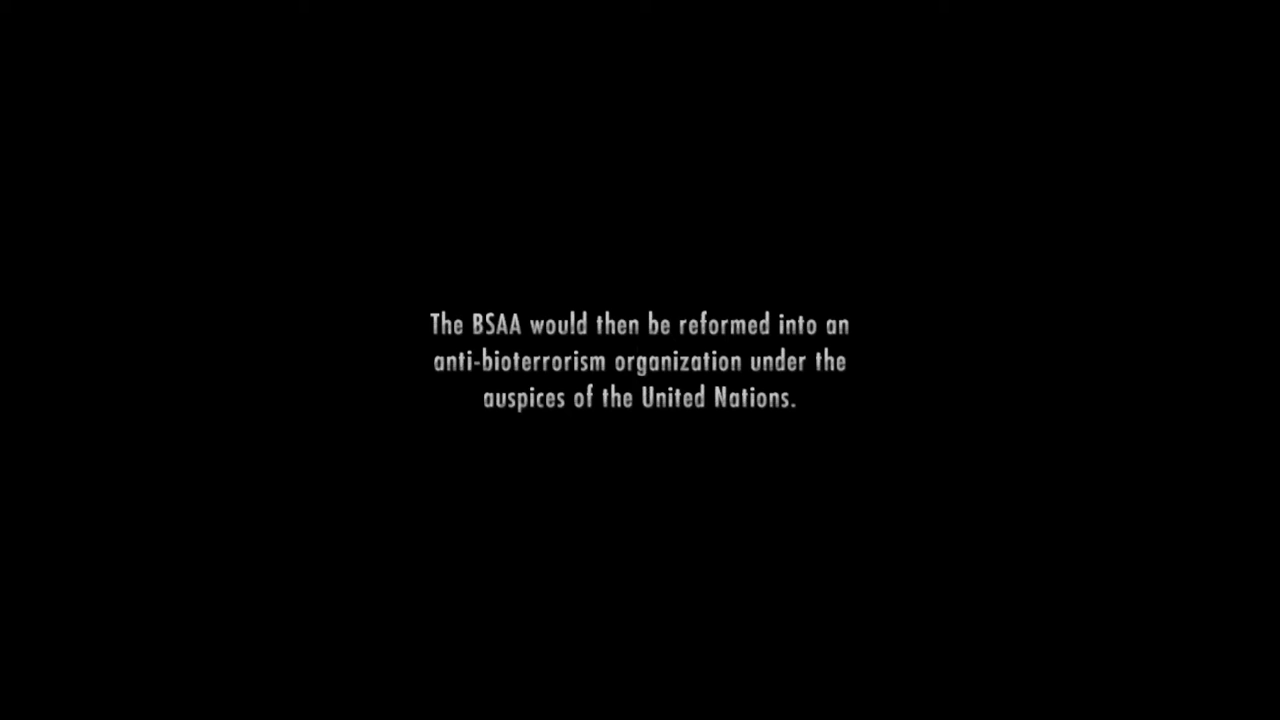 The BSAA would then be reformed into an
anti-bioterrorism organization under the
auspices of the United Nations.